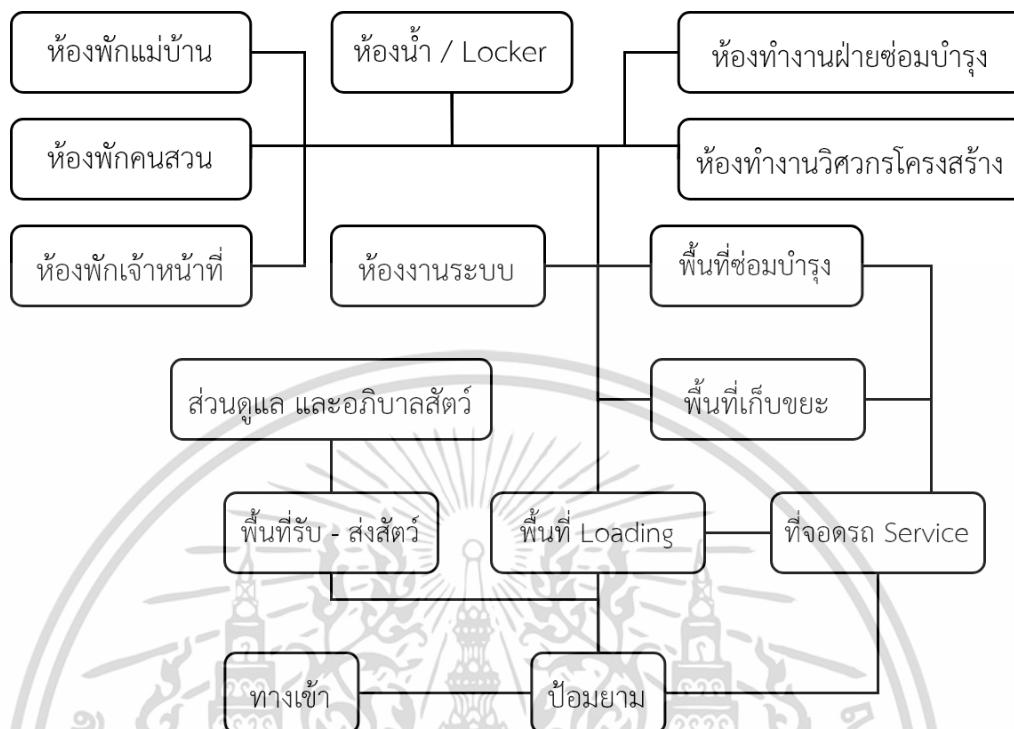 ห้องพักแม่บ้าน
ห้องน้ำ / Locker
ห้องทำงานฝ่ายซ่อมบำรุง
ห้องพักคนสวน
ห้องทำงานวิศวกรโครงสร้าง
ห้องพักเจ้าหน้าที่
ห้องงานระบบ
พื้นที่ซ่อมบำรุง
ส่วนดูแล และอภิบาลสัตว์
พื้นที่เก็บขยะ
พื้นที่รับ - ส่งสัตว์
พื้นที่ Loading
ที่จอดรถ Service
ทางเข้า
ป้อมยาม